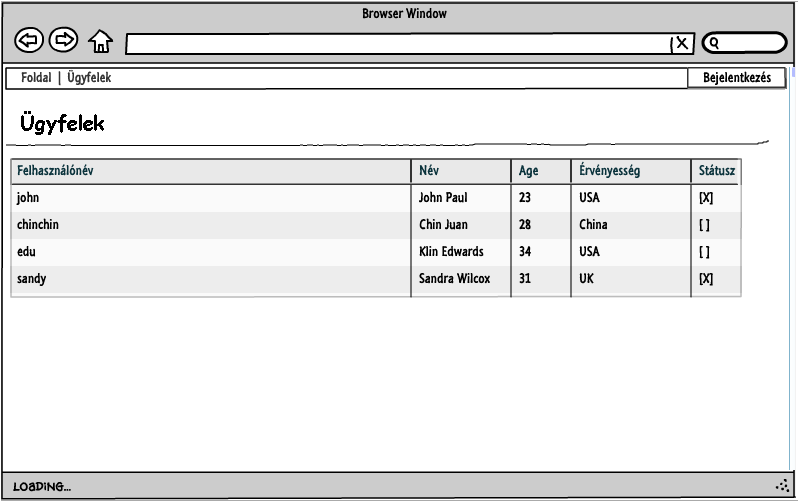 Browser Window
Foldal | Ügyfelek Bejelentkezés
Ügyfelek
Felhasználónév Név Age Érvényesség Státusz
john John Paul 23 USA [X]
chinchin Chin Juan 28 China [ ]
edu Klin Edwards 34 USA [ ]
sandy Sandra Wilcox 31 UK [X]
LOADING...